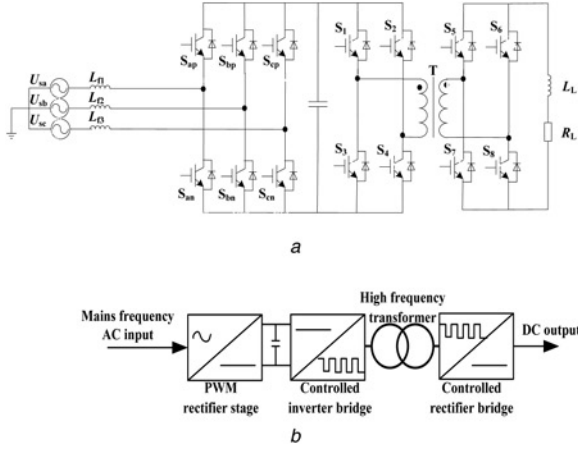 S1 S2 S5 S6
Sap Sbp Scp
Usa Lf1
Usb Lf2
Usc Lf3
T
LL
RL
S3 S4 S7 S8
San Sbn Scn
a
High frequency
transformer
Mains frequency
AC input
DC output
PWM
rectifier stage
Controlled
inverter bridge
Controlled
rectifier bridge
b